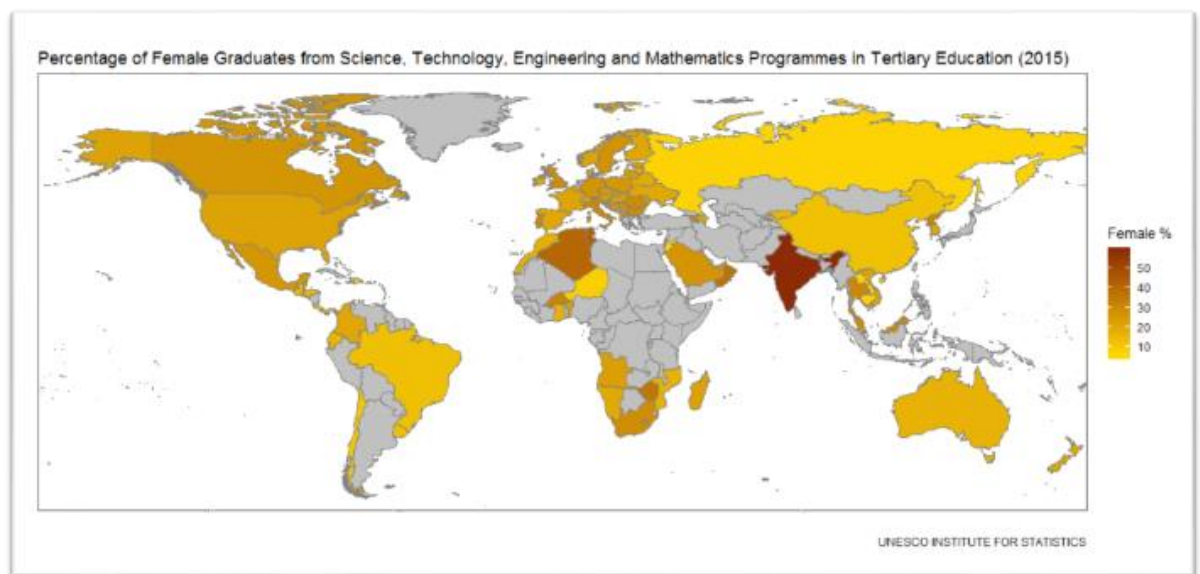 Percentage of Female Graduates from Science, Technology, Engineering and Mathematics Programmes in Tertiary Education (2015)
Female %
50
40
30
20
10
UNESCO INSTITUTE FOR STATISTICS